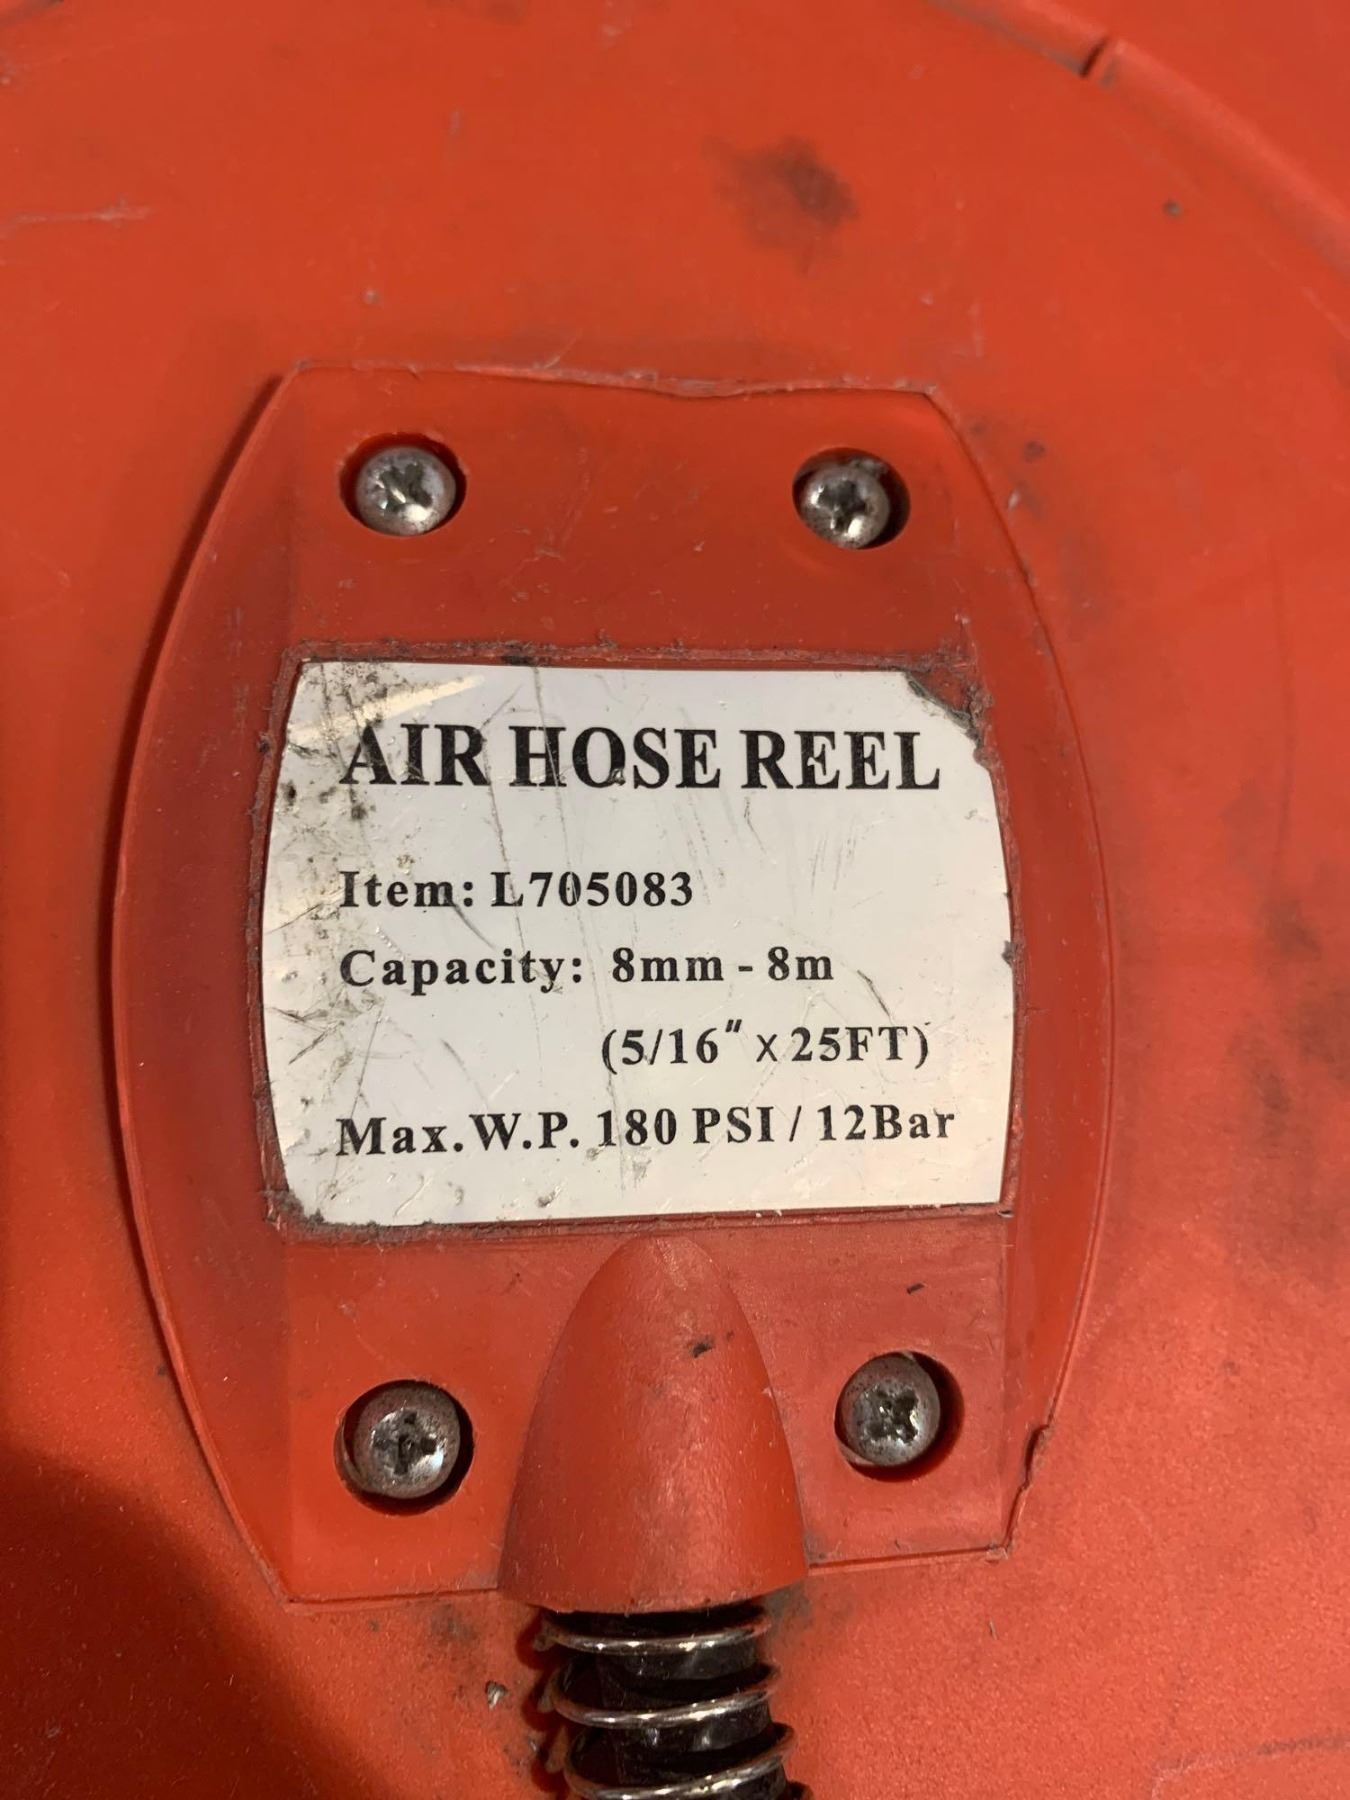 AIR HOSE REEL
Item: L705083
Capacity: 8mm - 8m
(5/16" x 25FT)
Max. W.P. 180 PSI / 12Bar